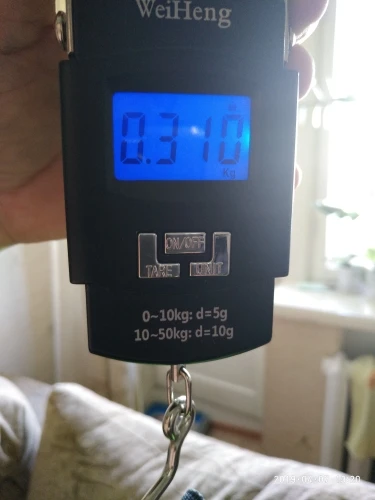 WeiHeng
0.310
Kg
ON/OFF
TARE UNIT
0~10kg: d=5g
10~50kg: d=10g